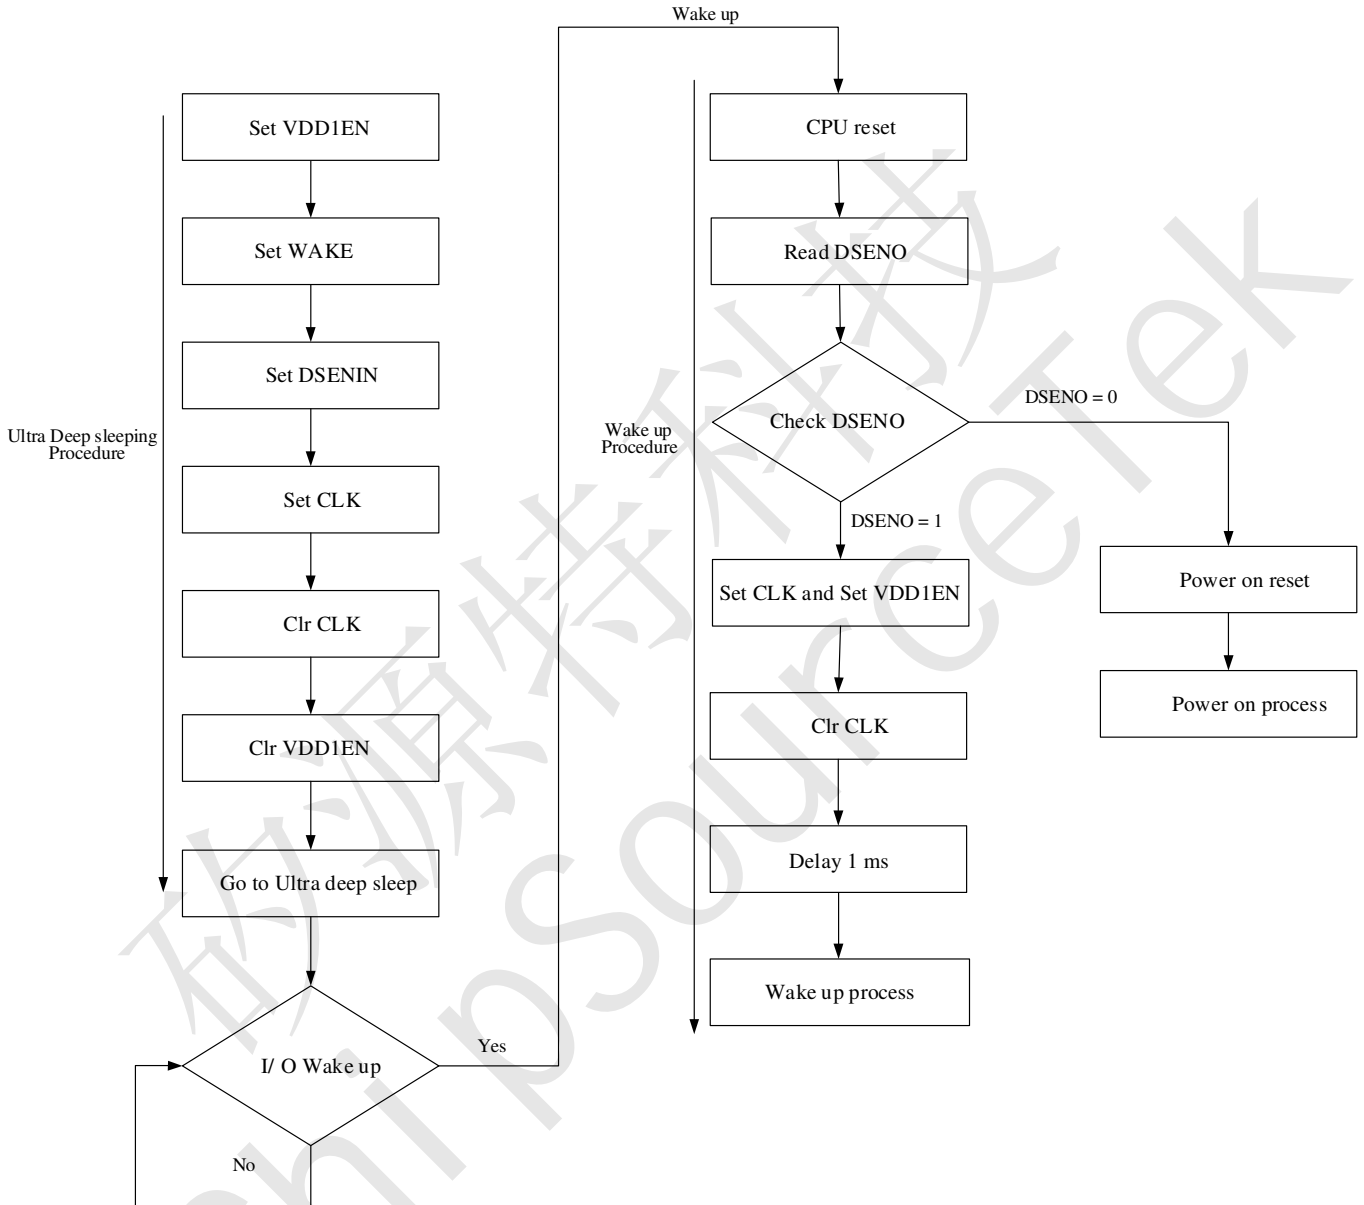 Wake up
Set VDD1EN
Set WAKE
Set DSENIN
Set CLK
Clr CLK
Clr VDD1EN
Go to Ultra deep sleep
Ultra Deep sleeping
Procedure
I/ O Wake up
Yes
No
CPU reset
Read DSENO
Check DSENO
DSENO = 0
DSENO = 1
Wake up
Procedure
Set CLK and Set VDD1EN
Clr CLK
Delay 1 ms
Wake up process
Power on reset
Power on process
矽源特科技
ChipSourceTek